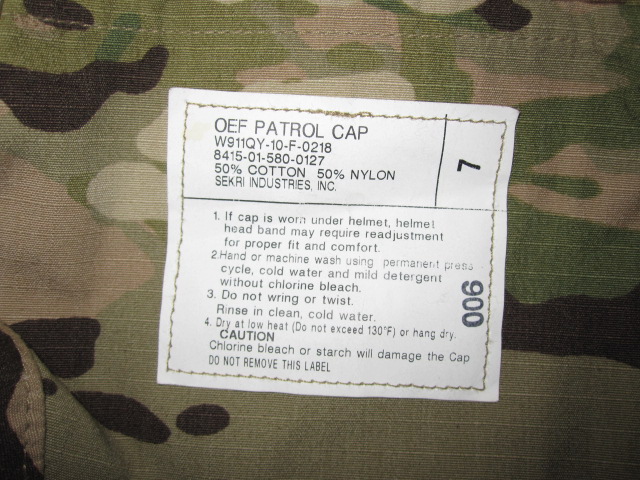 OEF PATROL CAP
W911QY-10-F-0218
8415-01-580-0127
50% COTTON 50% NYLON
SEKRI INDUSTRIES, INC.
7
1. If cap is worn under helmet, helmet
head band may require readjustment
for proper fit and comfort.
2.Hand or machine wash using permanent press
cycle, cold water and mild detergent
without chlorine bleach.
3. Do not wring or twist.
Rinse in clean, cold water.
4. Dry at low heat (Do not exceed 130°F) or hang dry.
CAUTION
Chlorine bleach or starch will damage the Cap
DO NOT REMOVE THIS LABEL
006